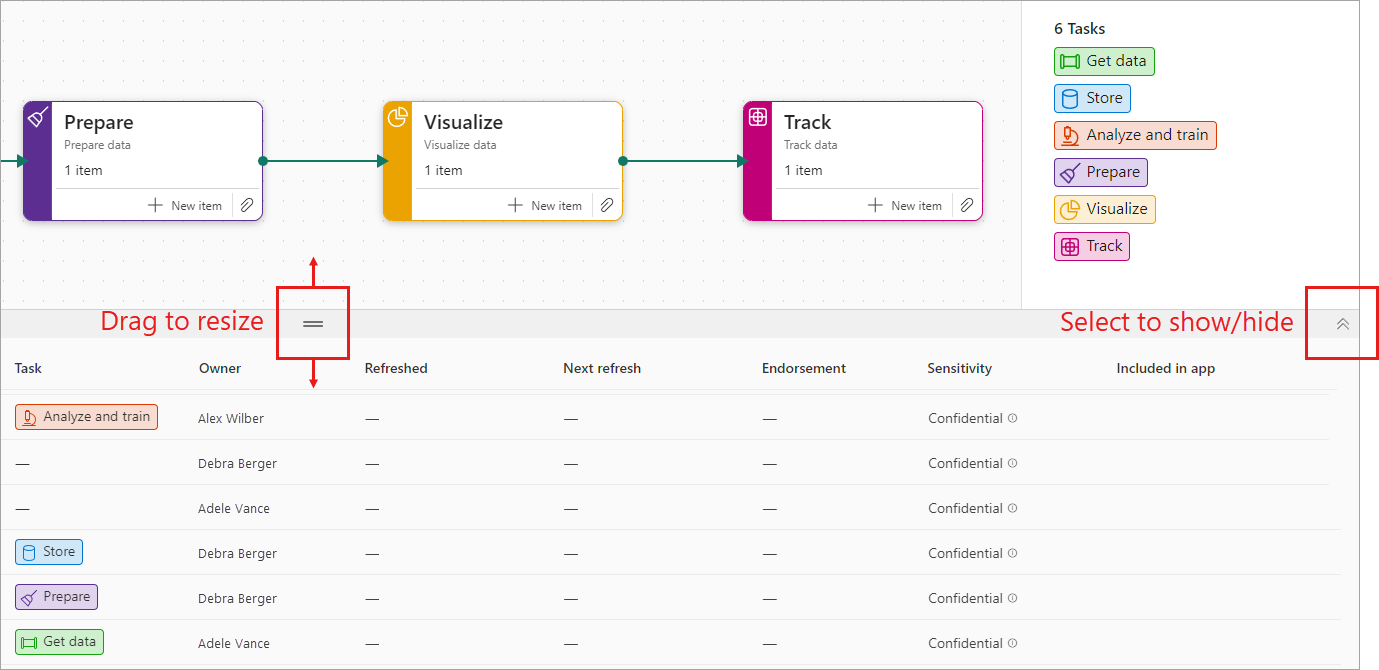 Prepare
Prepare data
1 item
New item
Visualize
Visualize data
1 item
New item
Track
Track data
1 item
New item
6 Tasks
Get data
Store
Analyze and train
Prepare
Visualize
Track
Drag to resize
Select to show/hide
Task Owner Refreshed Next refresh Endorsement Sensitivity Included in app
Analyze and train Alex Wilber — — — Confidential
— Debra Berger — — — Confidential
— Adele Vance — — — Confidential
Store Debra Berger — — — Confidential
Prepare Debra Berger — — — Confidential
Get data Adele Vance — — — Confidential